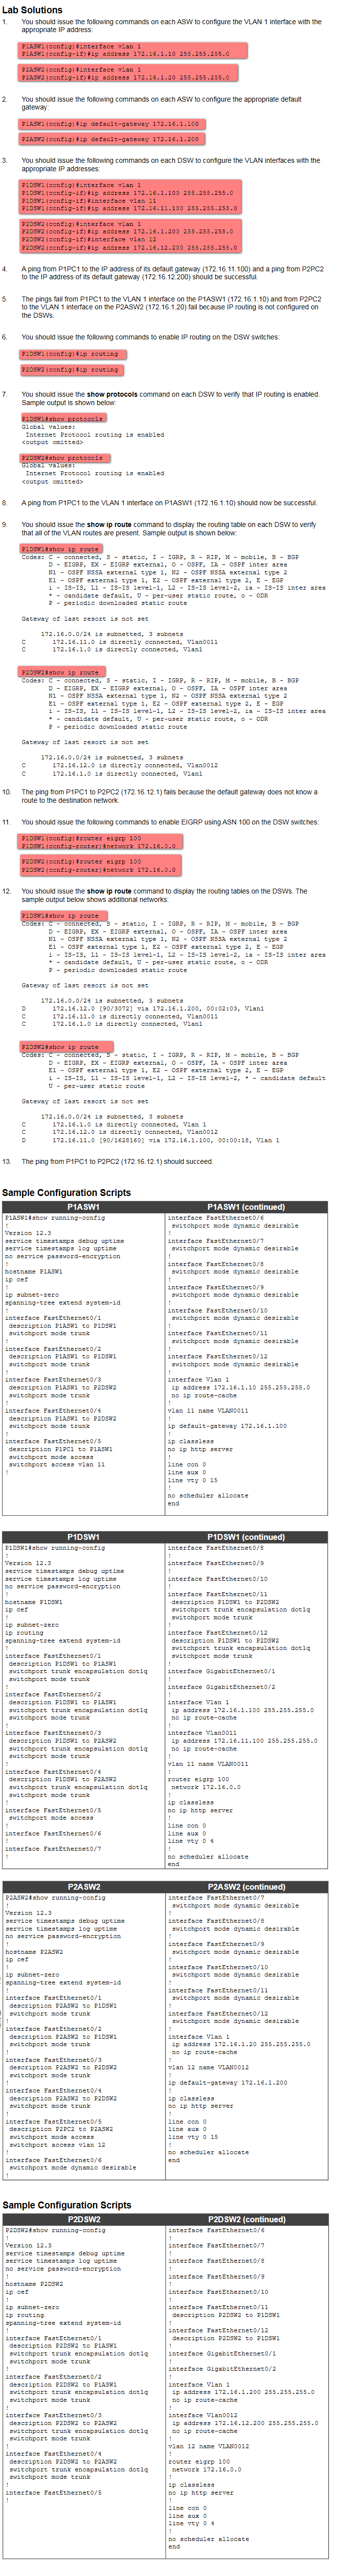 Lab Solutions
1. You should issue the following commands on each ASW to configure the VLAN 1 interface with the
appropriate IP address:
P1ASW1(config)#interface vlan 1
P1ASW1(config-if)#ip address 172.16.1.10 255.255.255.0
P2ASW2(config)#interface vlan 1
P2ASW2(config-if)#ip address 172.16.1.20 255.255.255.0
2. You should issue the following commands on each ASW to configure the appropriate default
gateway:
P1ASW1(config)#ip default-gateway 172.16.1.100
P2ASW2(config)#ip default-gateway 172.16.1.200
3. You should issue the following commands on each DSW to configure the VLAN interfaces with the
appropriate IP addresses:
P1DSW1(config)#interface vlan 1
P1DSW1(config-if)#ip address 172.16.1.100 255.255.255.0
P1DSW1(config-if)#interface vlan 11
P1DSW1(config-if)#ip address 172.16.11.100 255.255.255.0
P2DSW2(config)#interface vlan 1
P2DSW2(config-if)#ip address 172.16.1.200 255.255.255.0
P2DSW2(config-if)#interface vlan 12
P2DSW2(config-if)#ip address 172.16.12.200 255.255.255.0
4. A ping from P1PC1 to the IP address of its default gateway (172.16.11.100) and a ping from P2PC2
to the IP address of its default gateway (172.16.12.200) should be successful.
5. The pings fail from P1PC1 to the VLAN 1 interface on the P1ASW1 (172.16.1.10) and from P2PC2
to the VLAN 1 interface on the P2ASW2 (172.16.1.20) fail because IP routing is not configured on
the DSWs.
6. You should issue the following commands to enable IP routing on the DSW switches:
P1DSW1(config)#ip routing
P2DSW2(config)#ip routing
7. You should issue the show protocols command on each DSW to verify that IP routing is enabled.
Sample output is shown below:
P1DSW1#show protocols
Global values:
Internet Protocol routing is enabled
<output omitted>
P2DSW2#show protocols
Global values:
Internet Protocol routing is enabled
<output omitted>
8. A ping from P1PC1 to the VLAN 1 interface on P1ASW1 (172.16.1.10) should now be successful.
9. You should issue the show ip route command to display the routing table on each DSW to verify
that all of the VLAN routes are present. Sample output is shown below:
P1DSW1#show ip route
Codes: C - connected, S - static, I - IGRP, R - RIP, M - mobile, B - BGP
D - EIGRP, EX - EIGRP external, O - OSPF, IA - OSPF inter area
N1 - OSPF NSSA external type 1, N2 - OSPF NSSA external type 2
E1 - OSPF external type 1, E2 - OSPF external type 2, E - EGP
i - IS-IS, L1 - IS-IS level-1, L2 - IS-IS level-2, ia - IS-IS inter area
* - candidate default, U - per-user static route, o - ODR
P - periodic downloaded static route
Gateway of last resort is not set
172.16.0.0/24 is subnetted, 3 subnets
C 172.16.11.0 is directly connected, Vlan0011
C 172.16.1.0 is directly connected, Vlan1
P2DSW2#show ip route
Codes: C - connected, S - static, I - IGRP, R - RIP, M - mobile, B - BGP
D - EIGRP, EX - EIGRP external, O - OSPF, IA - OSPF inter area
N1 - OSPF NSSA external type 1, N2 - OSPF NSSA external type 2
E1 - OSPF external type 1, E2 - OSPF external type 2, E - EGP
i - IS-IS, L1 - IS-IS level-1, L2 - IS-IS level-2, ia - IS-IS inter area
* - candidate default, U - per-user static route, o - ODR
P - periodic downloaded static route
Gateway of last resort is not set
172.16.0.0/24 is subnetted, 3 subnets
C 172.16.12.0 is directly connected, Vlan0012
C 172.16.1.0 is directly connected, Vlan1
10. The ping from P1PC1 to P2PC2 (172.16.12.1) fails because the default gateway does not know a
route to the destination network.
11. You should issue the following commands to enable EIGRP using ASN 100 on the DSW switches:
P1DSW1(config)#router eigrp 100
P1DSW1(config-router)#network 172.16.0.0
P2DSW2(config)#router eigrp 100
P2DSW2(config-router)#network 172.16.0.0
12. You should issue the show ip route command to display the routing tables on the DSWs. The
sample output below shows additional networks:
P1DSW1#show ip route
Codes: C - connected, S - static, I - IGRP, R - RIP, M - mobile, B - BGP
D - EIGRP, EX - EIGRP external, O - OSPF, IA - OSPF inter area
N1 - OSPF NSSA external type 1, N2 - OSPF NSSA external type 2
E1 - OSPF external type 1, E2 - OSPF external type 2, E - EGP
i - IS-IS, L1 - IS-IS level-1, L2 - IS-IS level-2, ia - IS-IS inter area
* - candidate default, U - per-user static route, o - ODR
P - periodic downloaded static route
Gateway of last resort is not set
172.16.0.0/24 is subnetted, 3 subnets
D 172.16.12.0 [90/3072] via 172.16.1.200, 00:02:03, Vlan1
C 172.16.11.0 is directly connected, Vlan0011
C 172.16.1.0 is directly connected, Vlan1
P2DSW2#show ip route
Codes: C - connected, S - static, I - IGRP, R - RIP, M - mobile, B - BGP
D - EIGRP, EX - EIGRP external, O - OSPF, IA - OSPF inter area
E1 - OSPF external type 1, E2 - OSPF external type 2, E - EGP
i - IS-IS, L1 - IS-IS level-1, L2 - IS-IS level-2, * - candidate default
U - per-user static route
Gateway of last resort is not set
172.16.0.0/24 is subnetted, 3 subnets
C 172.16.1.0 is directly connected, Vlan 1
C 172.16.12.0 is directly connected, Vlan0012
D 172.16.11.0 [90/1628160] via 172.16.1.100, 00:00:18, Vlan 1
13. The ping from P1PC1 to P2PC2 (172.16.12.1) should succeed.
Sample Configuration Scripts
P1ASW1
P1ASW1#show running-config
!
Version 12.3
service timestamps debug uptime
service timestamps log uptime
no service password-encryption
!
hostname P1ASW1
ip cef
!
ip subnet-zero
spanning-tree extend system-id
!
interface FastEthernet0/1
description P1ASW1 to P1DSW1
switchport mode trunk
!
interface FastEthernet0/2
description P1ASW1 to P1DSW1
switchport mode trunk
!
interface FastEthernet0/3
description P1ASW1 to P2DSW2
switchport mode trunk
!
interface FastEthernet0/4
description P1ASW1 to P2DSW2
switchport mode trunk
!
interface FastEthernet0/5
description P1PC1 to P1ASW1
switchport mode access
switchport access vlan 11
!
P1ASW1 (continued)
interface FastEthernet0/6
switchport mode dynamic desirable
!
interface FastEthernet0/7
switchport mode dynamic desirable
!
interface FastEthernet0/8
switchport mode dynamic desirable
!
interface FastEthernet0/9
switchport mode dynamic desirable
!
interface FastEthernet0/10
switchport mode dynamic desirable
!
interface FastEthernet0/11
switchport mode dynamic desirable
!
interface FastEthernet0/12
switchport mode dynamic desirable
!
interface Vlan 1
ip address 172.16.1.10 255.255.255.0
no ip route-cache
!
vlan 11 name VLAN0011
!
ip default-gateway 172.16.1.100
!
ip classless
no ip http server
!
line con 0
line aux 0
line vty 0 15
!
no scheduler allocate
end
P1DSW1
P1DSW1#show running-config
!
Version 12.3
service timestamps debug uptime
service timestamps log uptime
no service password-encryption
!
hostname P1DSW1
ip cef
!
ip subnet-zero
ip routing
spanning-tree extend system-id
!
interface FastEthernet0/1
description P1DSW1 to P1ASW1
switchport trunk encapsulation dot1q
switchport mode trunk
!
interface FastEthernet0/2
description P1DSW1 to P1ASW1
switchport trunk encapsulation dot1q
switchport mode trunk
!
interface FastEthernet0/3
description P1DSW1 to P2ASW2
switchport trunk encapsulation dot1q
switchport mode trunk
!
interface FastEthernet0/4
description P1DSW1 to P2ASW2
switchport trunk encapsulation dot1q
switchport mode trunk
!
interface FastEthernet0/5
switchport mode access
!
interface FastEthernet0/6
!
interface FastEthernet0/7
!
P1DSW1 (continued)
interface FastEthernet0/8
!
interface FastEthernet0/9
!
interface FastEthernet0/10
!
interface FastEthernet0/11
description P1DSW1 to P2DSW2
switchport trunk encapsulation dot1q
switchport mode trunk
!
interface FastEthernet0/12
description P1DSW1 to P2DSW2
switchport trunk encapsulation dot1q
switchport mode trunk
!
interface GigabitEthernet0/1
!
interface GigabitEthernet0/2
!
interface Vlan 1
ip address 172.16.1.100 255.255.255.0
no ip route-cache
!
interface Vlan0011
ip address 172.16.11.100 255.255.255.0
no ip route-cache
!
vlan 11 name VLAN0011
!
router eigrp 100
network 172.16.0.0
!
ip classless
no ip http server
!
line con 0
line aux 0
line vty 0 4
!
no scheduler allocate
end
P2ASW2
P2ASW2#show running-config
!
Version 12.3
service timestamps debug uptime
service timestamps log uptime
no service password-encryption
!
hostname P2ASW2
ip cef
!
ip subnet-zero
spanning-tree extend system-id
!
interface FastEthernet0/1
description P2ASW2 to P1DSW1
switchport mode trunk
!
interface FastEthernet0/2
description P2ASW2 to P1DSW1
switchport mode trunk
!
interface FastEthernet0/3
description P2ASW2 to P2DSW2
switchport mode trunk
!
interface FastEthernet0/4
description P2ASW2 to P2DSW2
switchport mode trunk
!
interface FastEthernet0/5
description P2PC2 to P2ASW2
switchport mode access
switchport access vlan 12
!
interface FastEthernet0/6
switchport mode dynamic desirable
!
P2ASW2 (continued)
interface FastEthernet0/7
switchport mode dynamic desirable
!
interface FastEthernet0/8
switchport mode dynamic desirable
!
interface FastEthernet0/9
switchport mode dynamic desirable
!
interface FastEthernet0/10
switchport mode dynamic desirable
!
interface FastEthernet0/11
switchport mode dynamic desirable
!
interface FastEthernet0/12
switchport mode dynamic desirable
!
interface Vlan 1
ip address 172.16.1.20 255.255.255.0
no ip route-cache
!
vlan 12 name VLAN0012
!
ip default-gateway 172.16.1.200
!
ip classless
no ip http server
!
line con 0
line aux 0
line vty 0 15
!
no scheduler allocate
end
Sample Configuration Scripts
P2DSW2
P2DSW2#show running-config
!
Version 12.3
service timestamps debug uptime
service timestamps log uptime
no service password-encryption
!
hostname P2DSW2
ip cef
!
ip subnet-zero
ip routing
spanning-tree extend system-id
!
interface FastEthernet0/1
description P2DSW2 to P1ASW1
switchport trunk encapsulation dot1q
switchport mode trunk
!
interface FastEthernet0/2
description P2DSW2 to P1ASW1
switchport trunk encapsulation dot1q
switchport mode trunk
!
interface FastEthernet0/3
description P2DSW2 to P2ASW2
switchport trunk encapsulation dot1q
switchport mode trunk
!
interface FastEthernet0/4
description P2DSW2 to P2ASW2
switchport trunk encapsulation dot1q
switchport mode trunk
!
interface FastEthernet0/5
!
P2DSW2 (continued)
interface FastEthernet0/6
!
interface FastEthernet0/7
!
interface FastEthernet0/8
!
interface FastEthernet0/9
!
interface FastEthernet0/10
!
interface FastEthernet0/11
description P2DSW2 to P1DSW1
!
interface FastEthernet0/12
description P2DSW2 to P1DSW1
!
interface GigabitEthernet0/1
!
interface GigabitEthernet0/2
!
interface Vlan 1
ip address 172.16.1.200 255.255.255.0
no ip route-cache
!
interface Vlan0012
ip address 172.16.12.200 255.255.255.0
no ip route-cache
!
vlan 12 name VLAN0012
!
router eigrp 100
network 172.16.0.0
!
ip classless
no ip http server
!
line con 0
line aux 0
line vty 0 4
!
no scheduler allocate
end